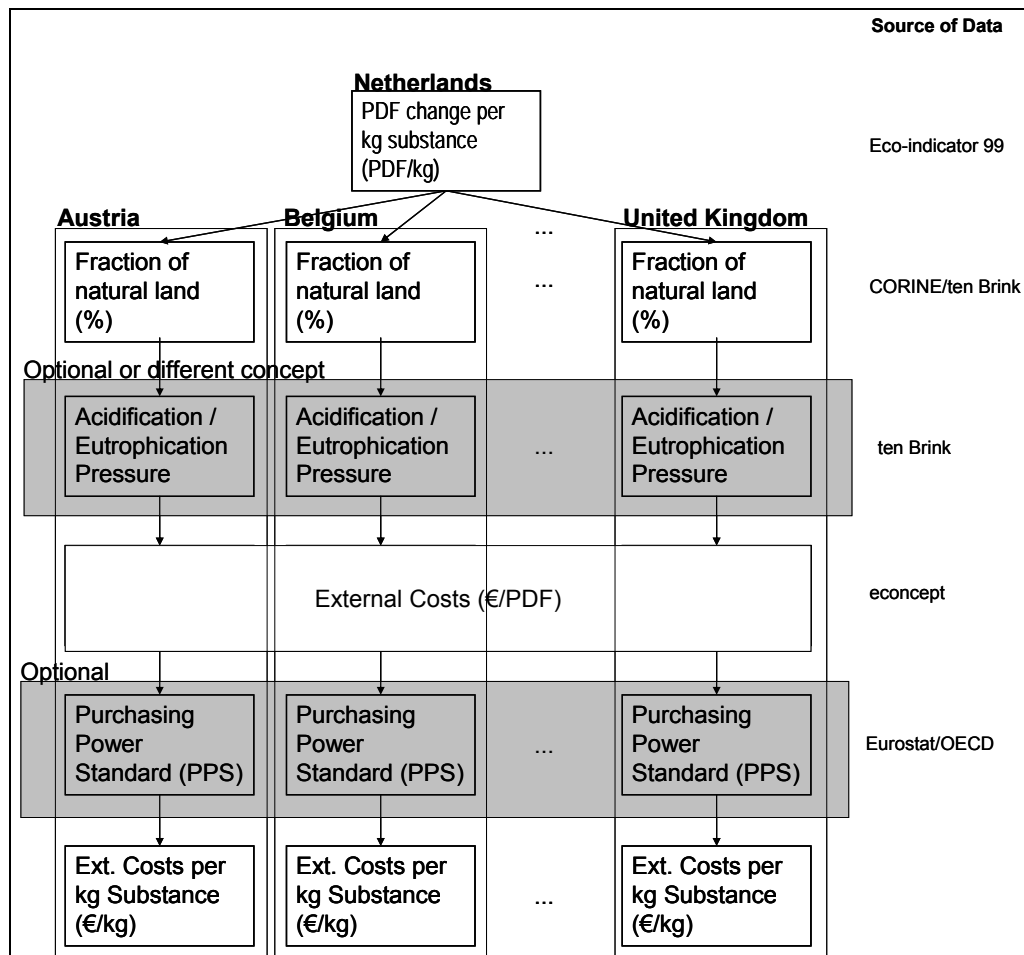 Source of Data
Netherlands
PDF change per
kg substance
(PDF/kg)
Eco-indicator 99
Austria
Belgium
...
United Kingdom
Fraction of
natural land
(%)
Fraction of
natural land
(%)
...
Fraction of
natural land
(%)
CORINE/ten Brink
Optional or different concept
Acidification /
Eutrophication
Pressure
Acidification /
Eutrophication
Pressure
...
Acidification /
Eutrophication
Pressure
ten Brink
External Costs (€/PDF)
econcept
Optional
Purchasing
Power
Standard (PPS)
Purchasing
Power
Standard (PPS)
...
Purchasing
Power
Standard (PPS)
Eurostat/OECD
Ext. Costs per
kg Substance
(€/kg)
Ext. Costs per
kg Substance
(€/kg)
...
Ext. Costs per
kg Substance
(€/kg)